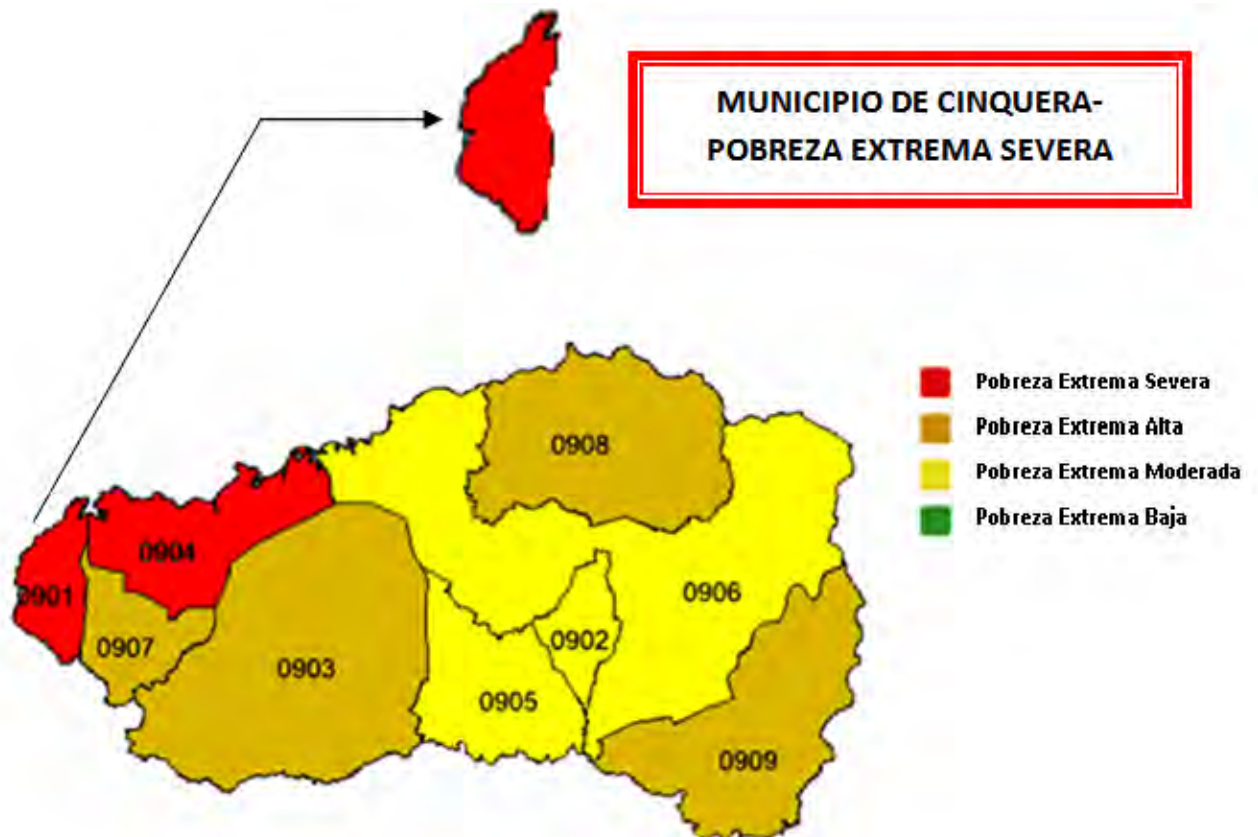 MUNICIPIO DE CINQUERA-
POBREZA EXTREMA SEVERA
Pobreza Extrema Severa
Pobreza Extrema Alta
Pobreza Extrema Moderada
Pobreza Extrema Baja
0908
0904
0901
0906
0907
0902
0903
0905
0909